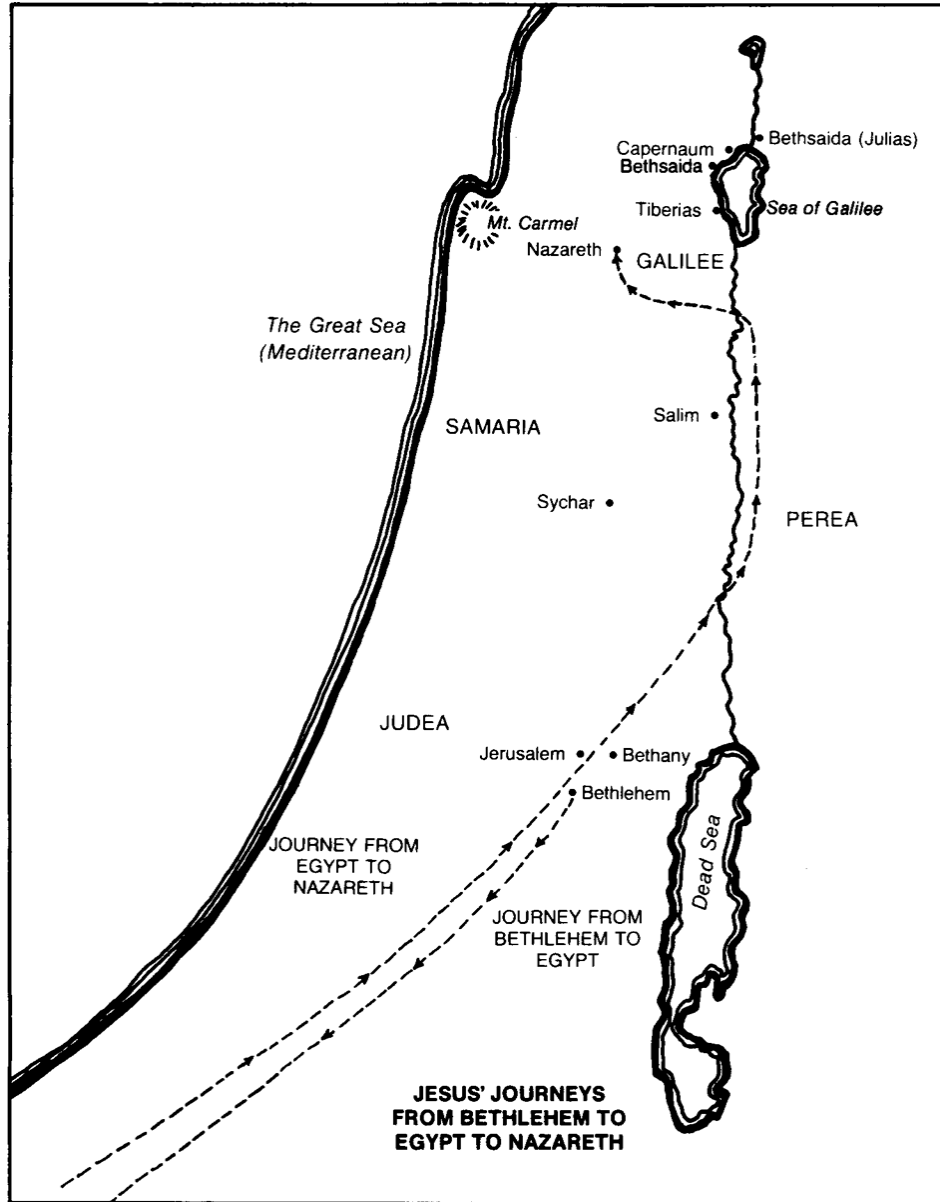 Bethsaida (Julias)
Capernaum
Bethsaida
Tiberias
Sea of Galilee
Mt. Carmel
Nazareth
GALILEE
The Great Sea
(Mediterranean)
Salim
SAMARIA
Sychar
PEREA
JUDEA
Jerusalem
Bethany
Bethlehem
Dead Sea
JOURNEY FROM
EGYPT TO
NAZARETH
JOURNEY FROM
BETHLEHEM TO
EGYPT
JESUS' JOURNEYS
FROM BETHLEHEM TO
EGYPT TO NAZARETH